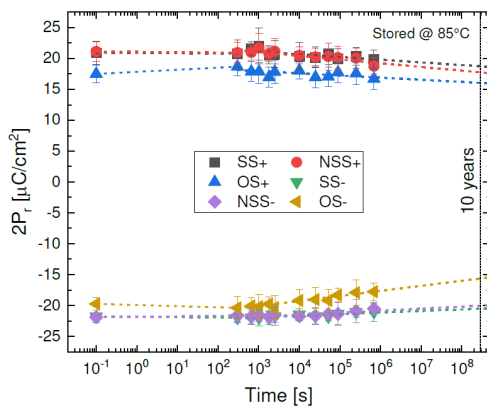 Stored @ 85°C
25
20
15
10
5
0
-5
-10
-15
-20
-25
2Pr [µC/cm²]
SS+ NSS+
OS+ SS-
NSS- OS-
10 years
10⁻¹ 10⁰ 10¹ 10² 10³ 10⁴ 10⁵ 10⁶ 10⁷ 10⁸
Time [s]